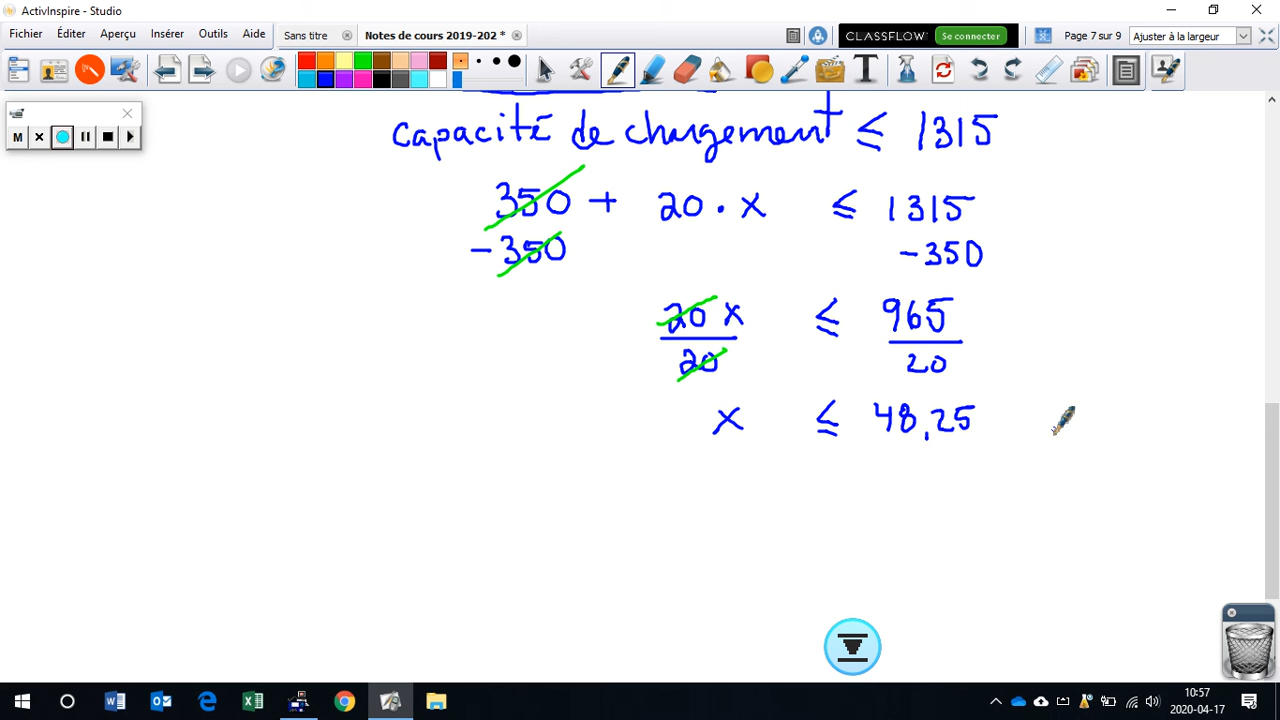 ActivInspire - Studio
Fichier Éditer Aperçu Insérer Outils Aide
Sans titre
Notes de cours 2019-202 *
CLASSFLOW
Se connecter
Page 7 sur 9
Ajuster à la largeur
M
capacité de chargement ≤ 1315
350 + 20 · x ≤ 1315
- 350 - 350
20 x ≤ 965
20 20
x ≤ 48,25
10:57
2020-04-17